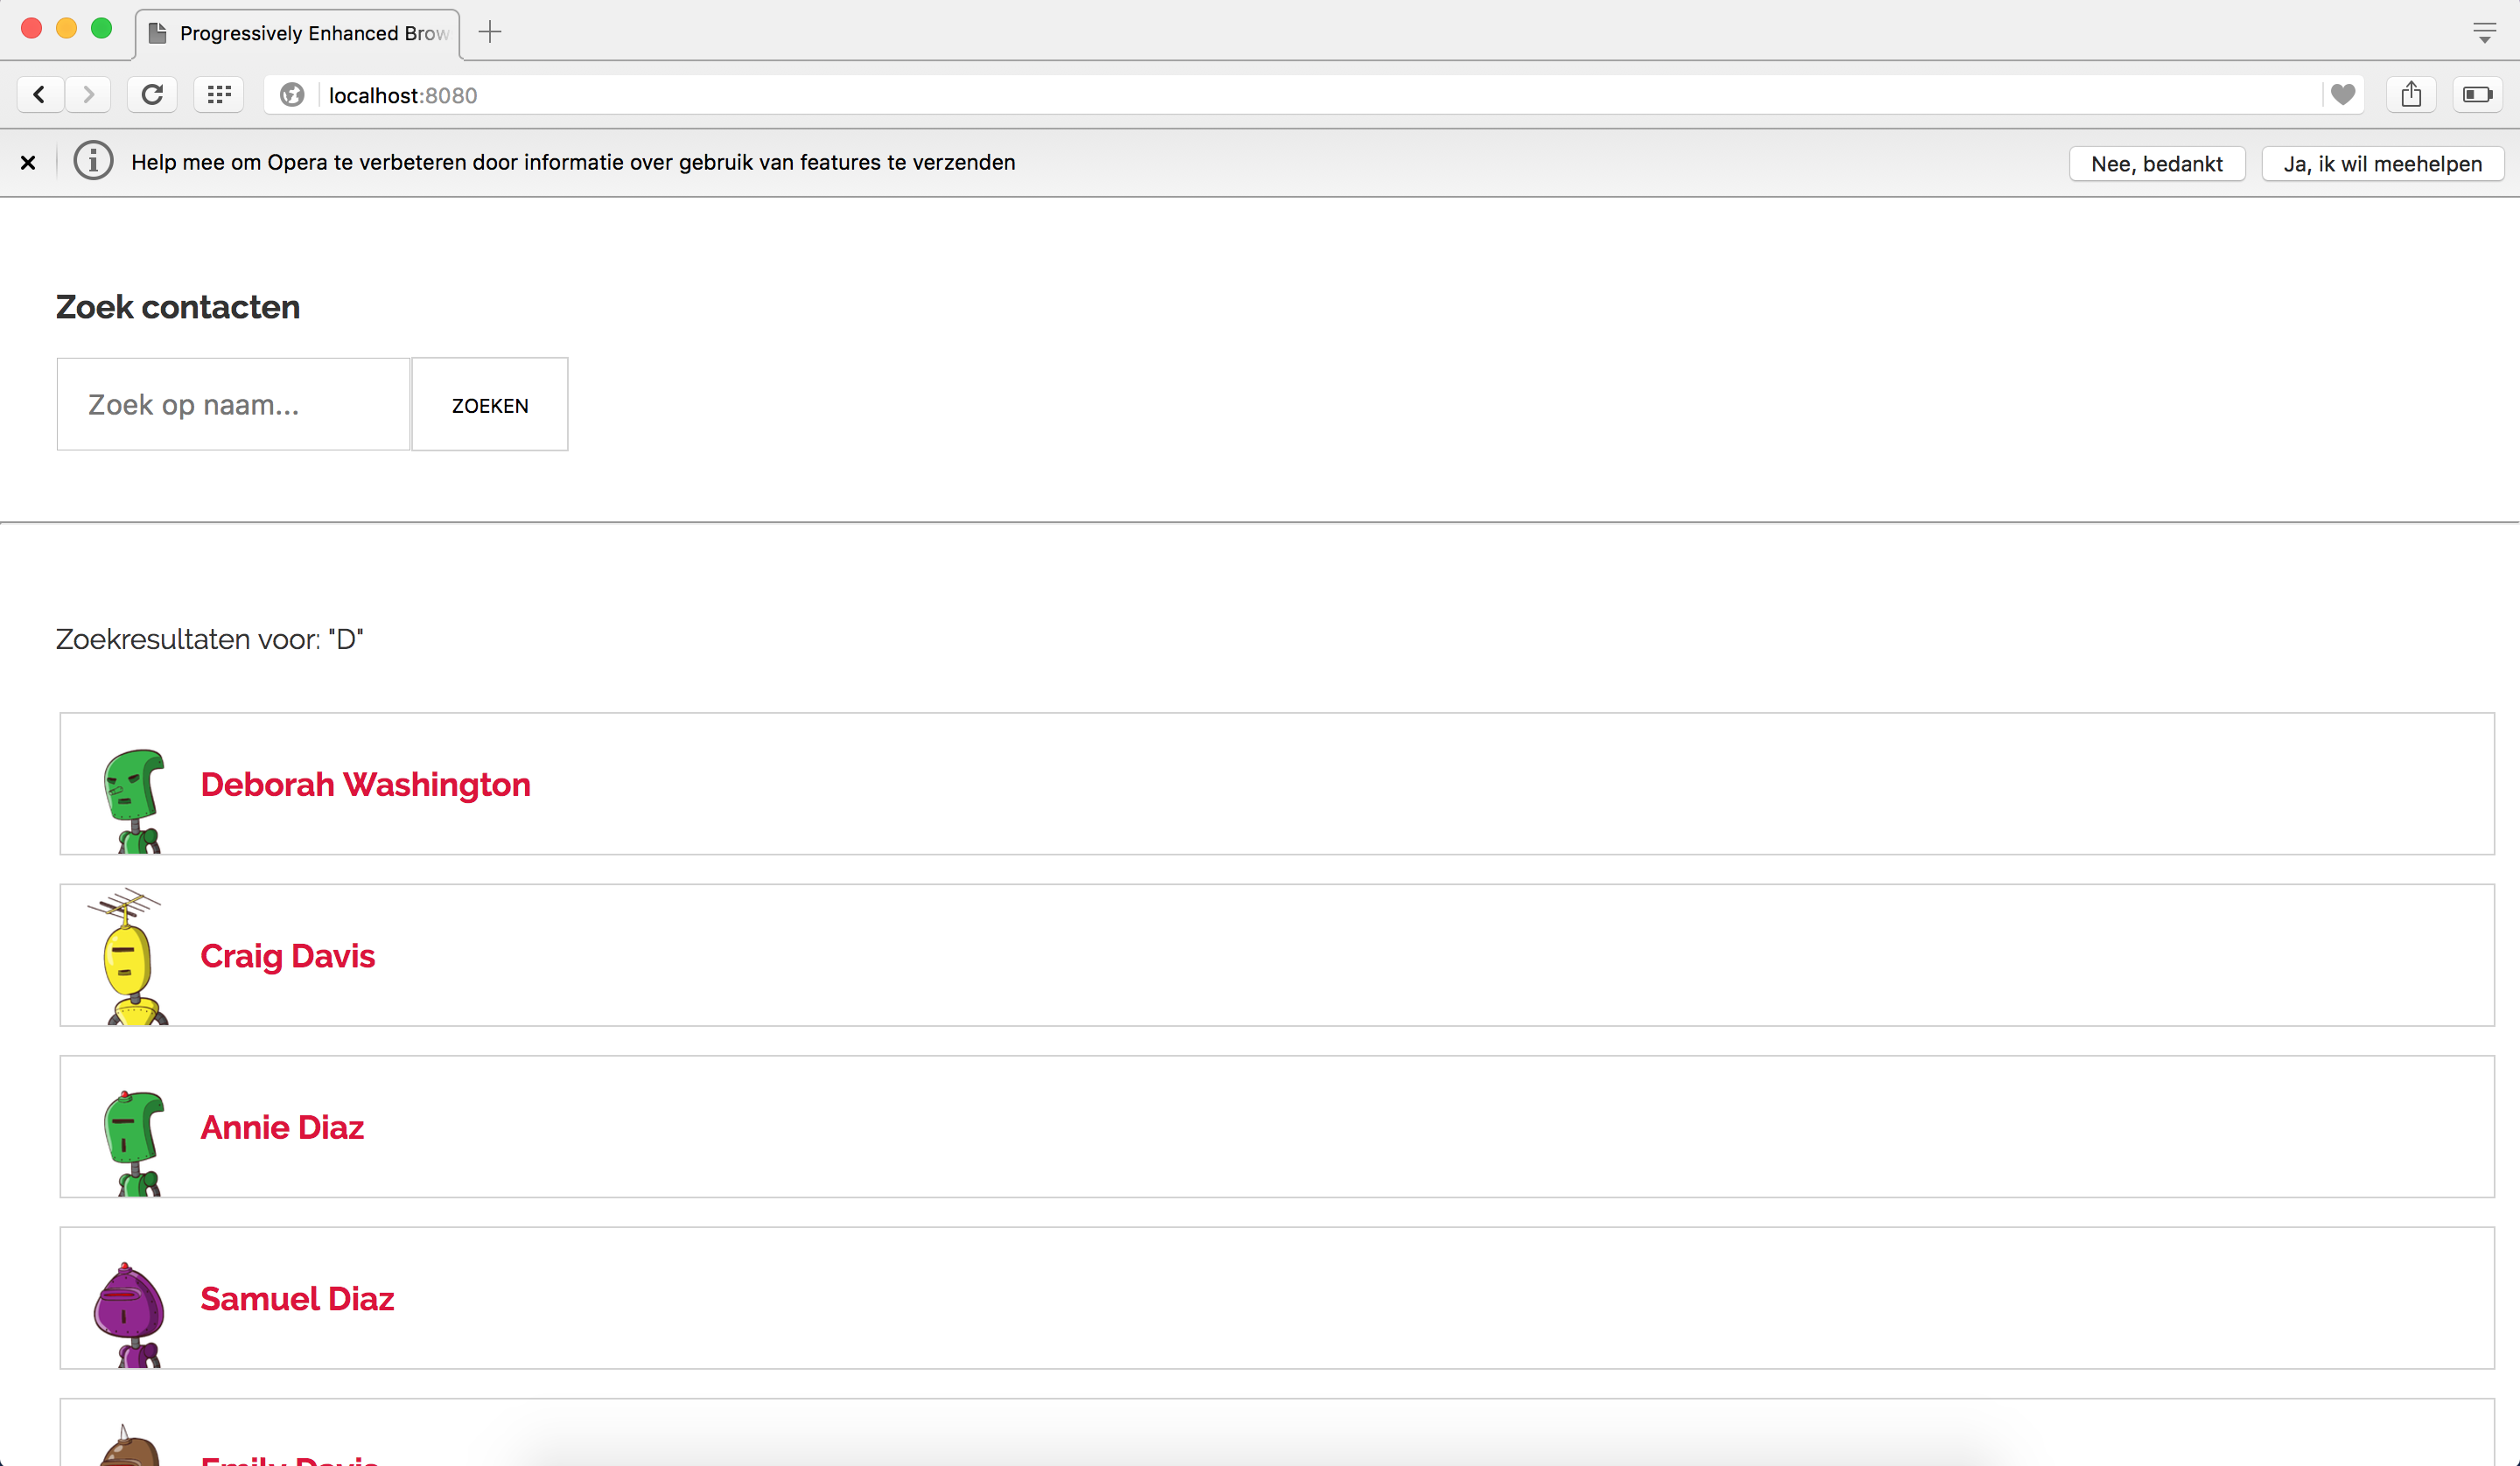 Progressively Enhanced Brow
localhost:8080
Help mee om Opera te verbeteren door informatie over gebruik van features te verzenden
Nee, bedankt
Ja, ik wil meehelpen
Zoek contacten
Zoek op naam...
ZOEKEN
Zoekresultaten voor: "D"
Deborah Washington
Craig Davis
Annie Diaz
Samuel Diaz
Emily Davis